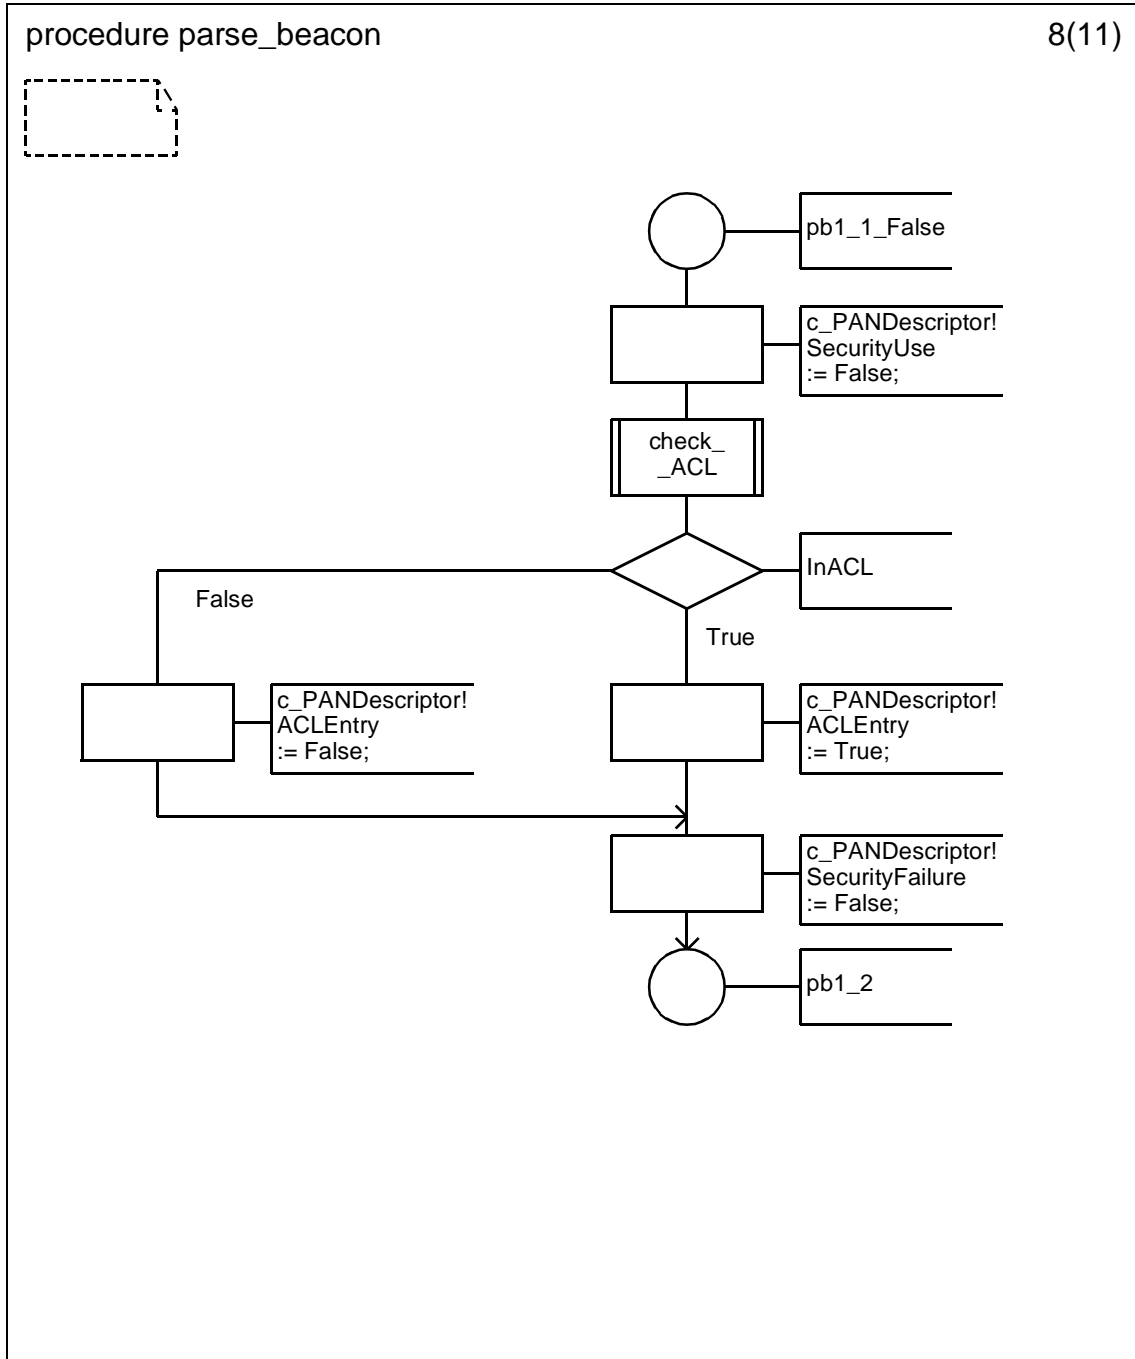 procedure parse_beacon
8(11)
pb1_1_False
c_PANDescriptor!
SecurityUse
:= False;
check_
_ACL
InACL
False
True
c_PANDescriptor!
ACLEntry
:= False;
c_PANDescriptor!
ACLEntry
:= True;
c_PANDescriptor!
SecurityFailure
:= False;
pb1_2